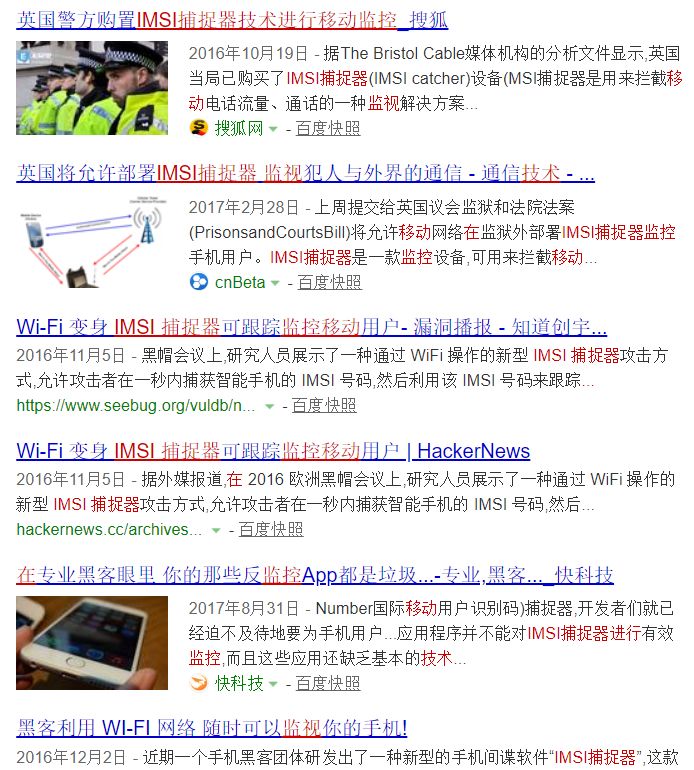 英国警方购置IMSI捕捉器技术进行移动监控_搜狐
2016年10月19日 - 据The Bristol Cable媒体机构的分析文件显示,英国
当局已购买了IMSI捕捉器(IMSI catcher)设备(MSI捕捉器是用来拦截移
动电话流量、通话的一种监视解决方案...
搜狐网 - 百度快照
英国将允许部署IMSI捕捉器 监视犯人与外界的通信 - 通信技术 - ...
2017年2月28日 - 上周提交给英国议会监狱和法院法案
(PrisonsandCourtsBill)将允许移动网络在监狱外部署IMSI捕捉器监控
手机用户。IMSI捕捉器是一款监控设备,可用来拦截移动...
cnBeta - 百度快照
Wi-Fi 变身 IMSI 捕捉器可跟踪监控移动用户- 漏洞播报 - 知道创宇...
2016年11月5日 - 黑帽会议上,研究人员展示了一种通过 WiFi 操作的新型 IMSI 捕捉器攻击方
式,允许攻击者在一秒内捕获智能手机的 IMSI 号码,然后利用该 IMSI 号码来跟踪...
https://www.seebug.org/vuldb/n... - 百度快照
Wi-Fi 变身 IMSI 捕捉器可跟踪监控移动用户 | HackerNews
2016年11月5日 - 据外媒报道,在 2016 欧洲黑帽会议上,研究人员展示了一种通过 WiFi 操作的
新型 IMSI 捕捉器攻击方式,允许攻击者在一秒内捕获智能手机的 IMSI 号码,然后...
hackernews.cc/archives... - 百度快照
在专业黑客眼里 你的那些反监控App都是垃圾...-专业,黑客..._快科技
2017年8月31日 - Number国际移动用户识别码)捕捉器,开发者们就已
经迫不及待地要为手机用户...应用程序并不能对IMSI捕捉器进行有效
监控,而且这些应用还缺乏基本的技术...
快科技 - 百度快照
黑客利用 WI-FI 网络 随时可以监视你的手机!
2016年12月2日 - 近期一个手机黑客团体研发出了一种新型的手机间谍软件“IMSI捕捉器”,这款